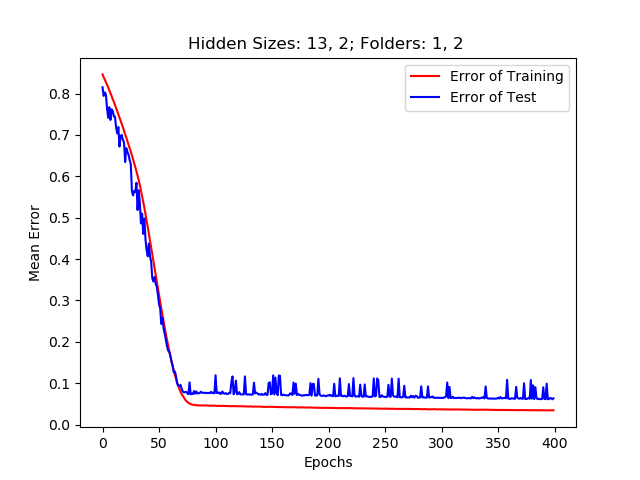 Hidden Sizes: 13, 2; Folders: 1, 2
Error of Training
Error of Test
Mean Error
0.8
0.7
0.6
0.5
0.4
0.3
0.2
0.1
0.0
0 50 100 150 200 250 300 350 400
Epochs